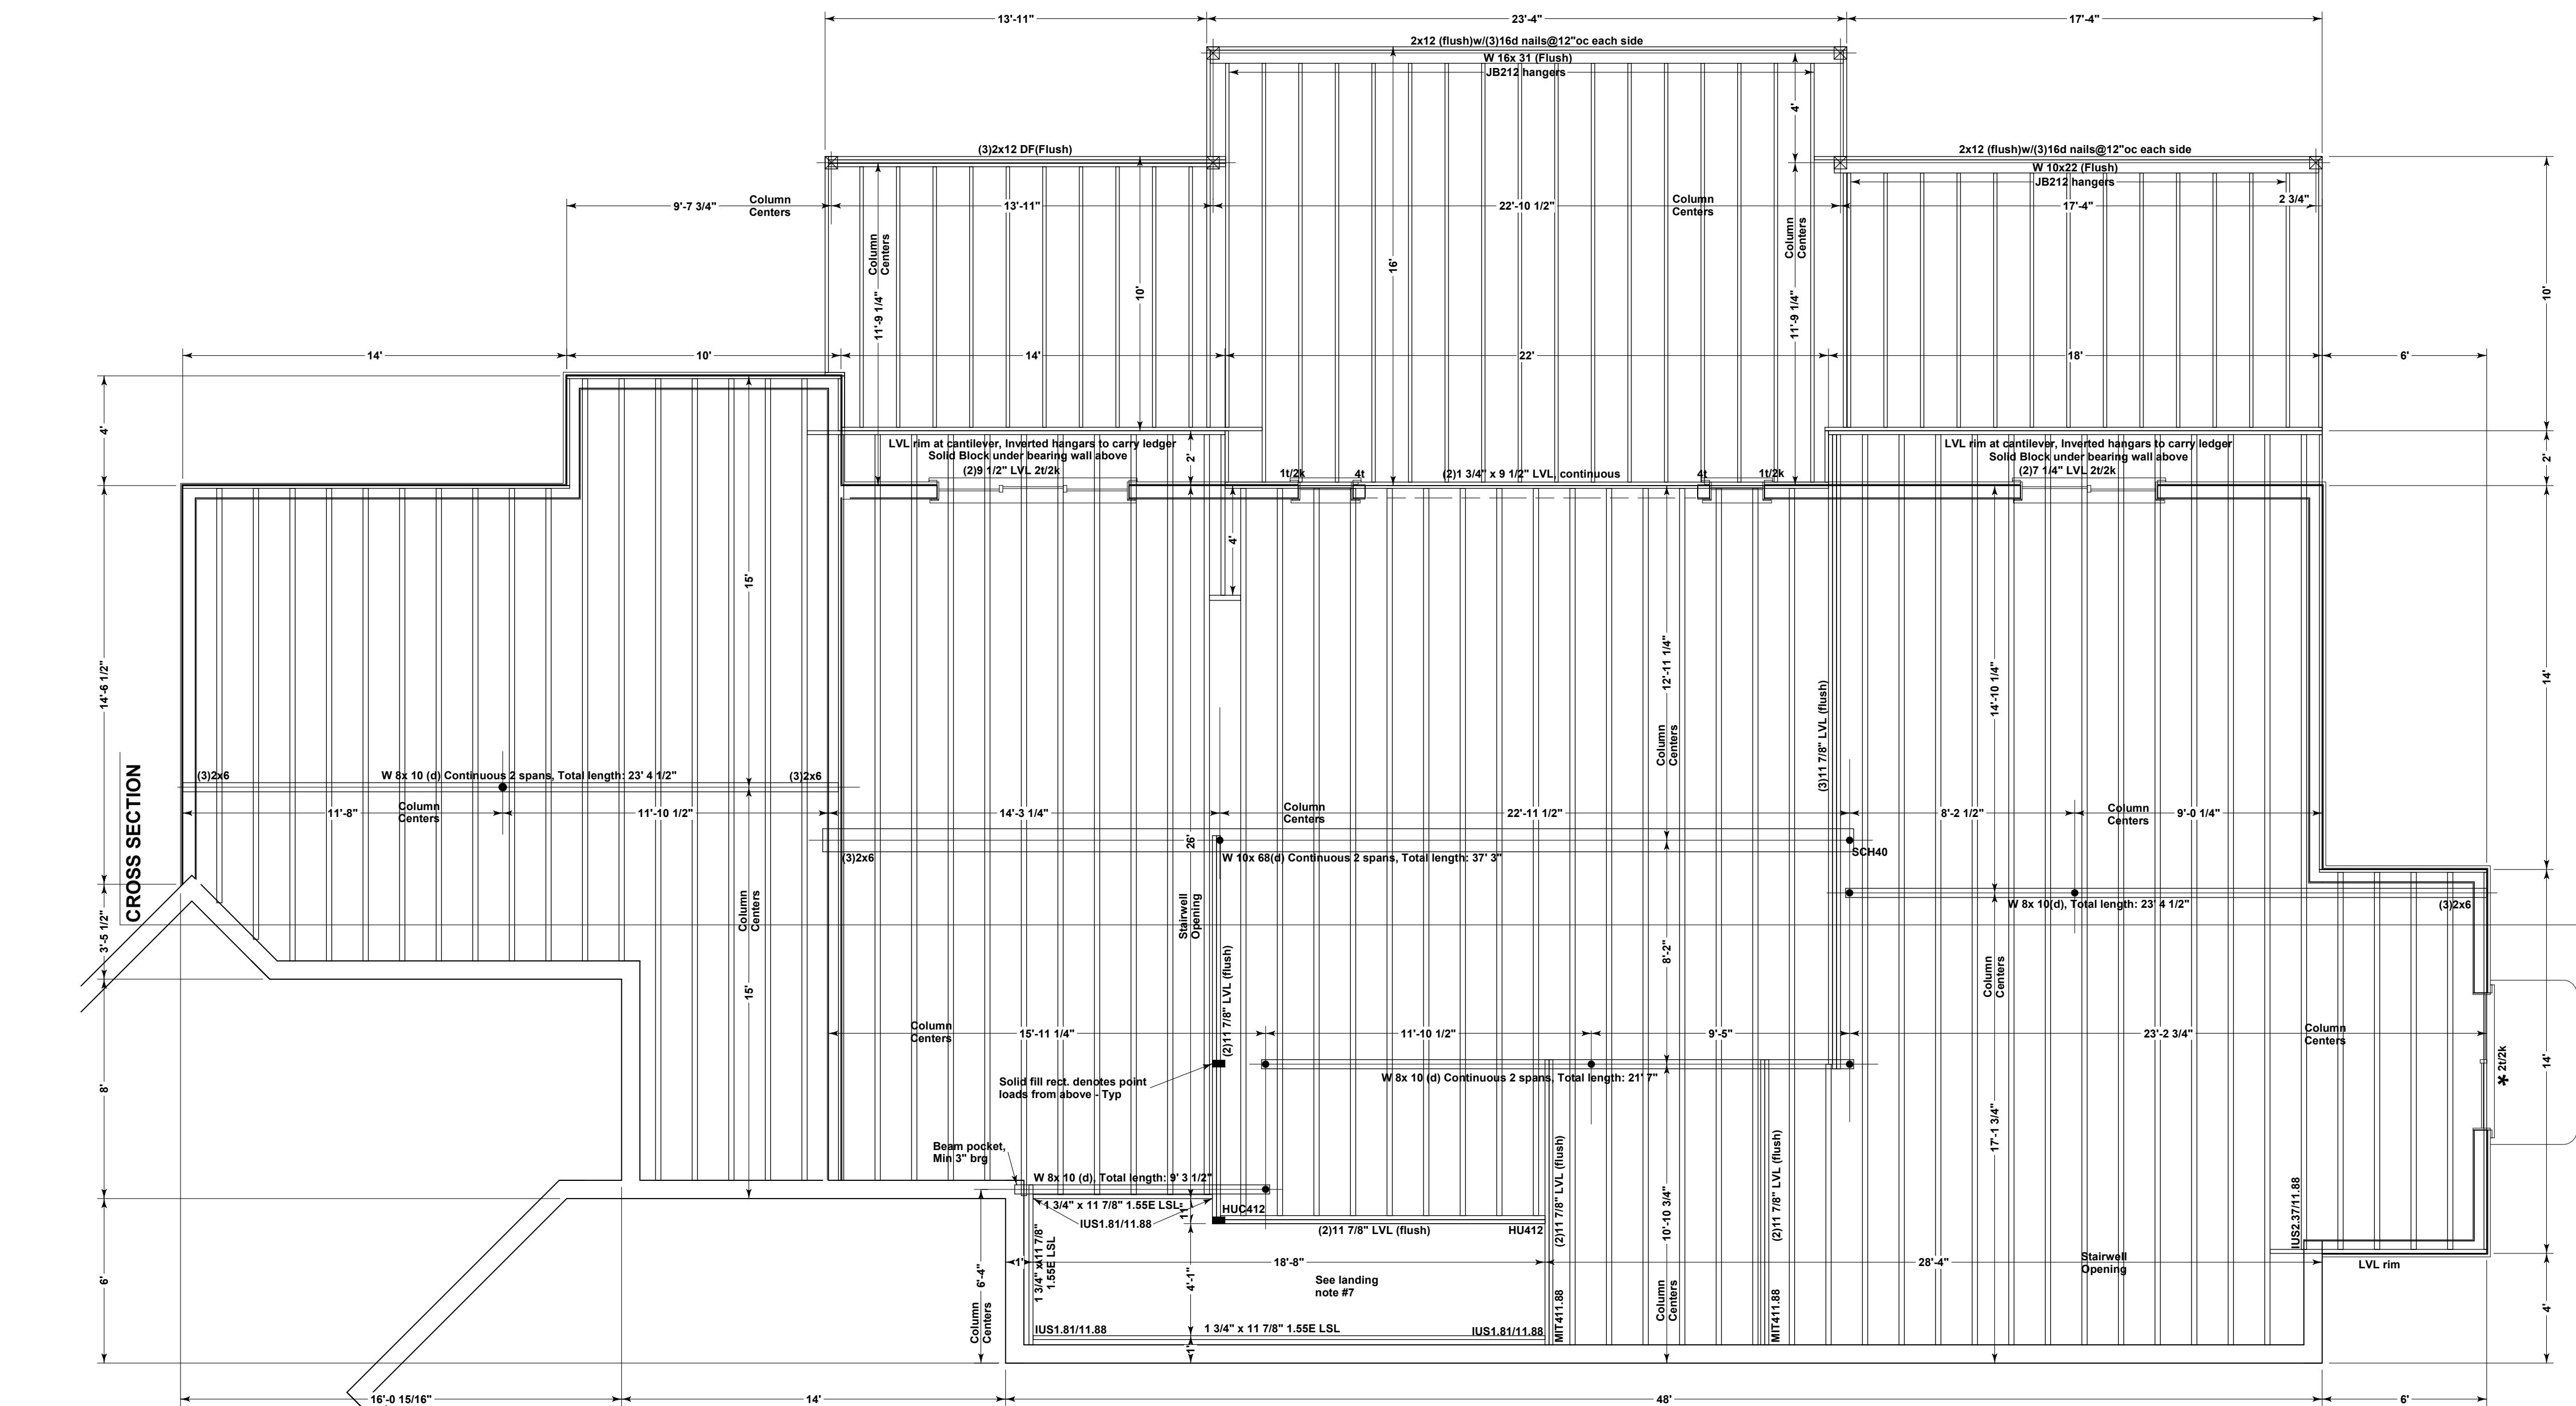 13'-11"
23'-4"
17'-4"
2x12 (flush)w/(3)16d nails@12"oc each side
W 16x 31 (Flush)
JB212 hangers
4'
(3)2x12 DF(Flush)
2x12 (flush)w/(3)16d nails@12"oc each side
W 10x22 (Flush)
JB212 hangers
2 3/4"
9'-7 3/4"
Column
Centers
13'-11"
22'-10 1/2"
Column
Centers
17'-4"
Column
Centers
11'-9 1/4"
10'
16'
Column
Centers
11'-9 1/4"
10'
14'
10'
14'
22'
18'
6'
4'
LVL rim at cantilever, Inverted hangars to carry ledger
Solid Block under bearing wall above
(2)9 1/2" LVL 2t/2k
2'
1t/2k
4t
(2)1 3/4" x 9 1/2" LVL, continuous
4t
1t/2k
LVL rim at cantilever, Inverted hangers to carry ledger
Solid Block under bearing wall above
(2)7 1/4" LVL 2t/2k
2'
4'
14'-6 1/2"
15'
12'-11 1/4"
Column
Centers
(3)11 7/8" LVL (flush)
14'-10 1/4"
14'
CROSS SECTION
(3)2x6
W 8x 10 (d) Continuous 2 spans, Total length: 23' 4 1/2"
(3)2x6
11'-8"
Column
Centers
11'-10 1/2"
14'-3 1/4"
Column
Centers
22'-11 1/2"
8'-2 1/2"
Column
Centers
9'-0 1/4"
26'
(3)2x6
W 10x 68(d) Continuous 2 spans, Total length: 37' 3"
SCH40
W 8x 10(d), Total length: 23' 4 1/2"
(3)2x6
3'-5 1/2"
Column
Centers
Stairwell
Opening
(2)11 7/8" LVL (flush)
8'-2"
Column
Centers
15'
Column
Centers
15'-11 1/4"
11'-10 1/2"
9'-5"
23'-2 3/4"
Column
Centers
8'
Solid fill rect. denotes point
loads from above - Typ
W 8x 10 (d) Continuous 2 spans, Total length: 21' 7"
17'-1 3/4"
14'
2t/2k
Beam pocket,
Min 3" brg
W 8x 10 (d), Total length: 9' 3 1/2"
1 3/4" x 11 7/8" 1.55E LSL
IUS1.81/11.88
HUC412
(2)11 7/8" LVL (flush)
HU412
(2)11 7/8" LVL (flush)
(2)11 7/8" LVL (flush)
10'-10 3/4"
IUS2.37/11.88
1'
1 3/4" x 11 7/8"
1.55E LSL
18'-8"
28'-4"
Stairwell
Opening
LVL rim
6'
6'-4"
Column
Centers
4'-1"
See landing
note #7
Column
Centers
4'
IUS1.81/11.88
1 3/4" x 11 7/8" 1.55E LSL
IUS1.81/11.88
MIT411.88
MIT411.88
1'
16'-0 15/16"
14'
48'
6'